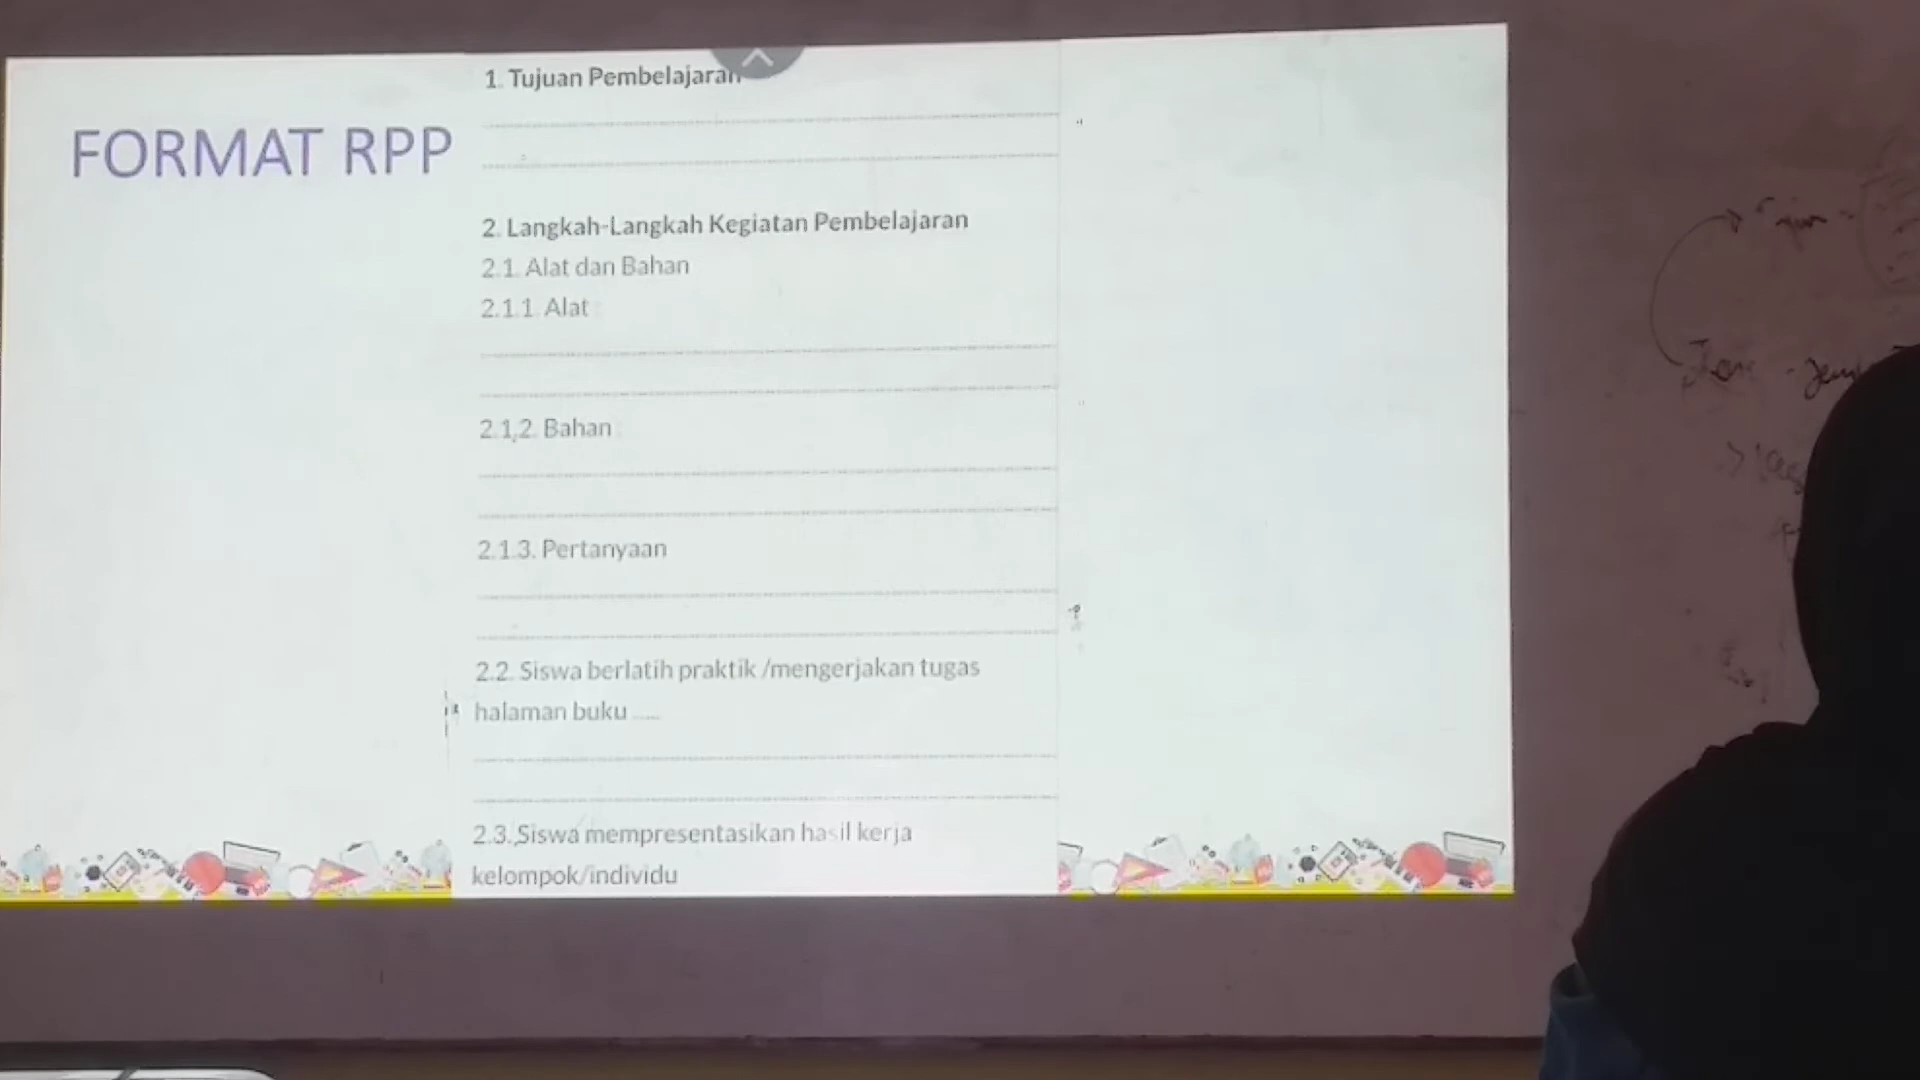 FORMAT RPP
1. Tujuan Pembelajaran
2. Langkah-Langkah Kegiatan Pembelajaran
2.1. Alat dan Bahan
2.1.1. Alat :
2.1.2. Bahan :
2.1.3. Pertanyaan
2.2. Siswa berlatih praktik /mengerjakan tugas
halaman buku .....
2.3. Siswa mempresentasikan hasil kerja
kelompok/individu